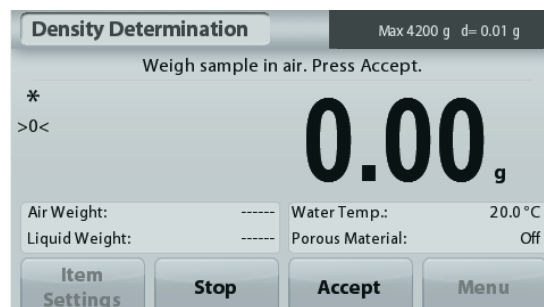 Density Determination
Max 4200 g d= 0.01 g
Weigh sample in air. Press Accept.
*
>0<
0.00 g
Air Weight: ------
Water Temp.: 20.0 °C
Liquid Weight: ------
Porous Material: Off
Item Settings
Stop
Accept
Menu